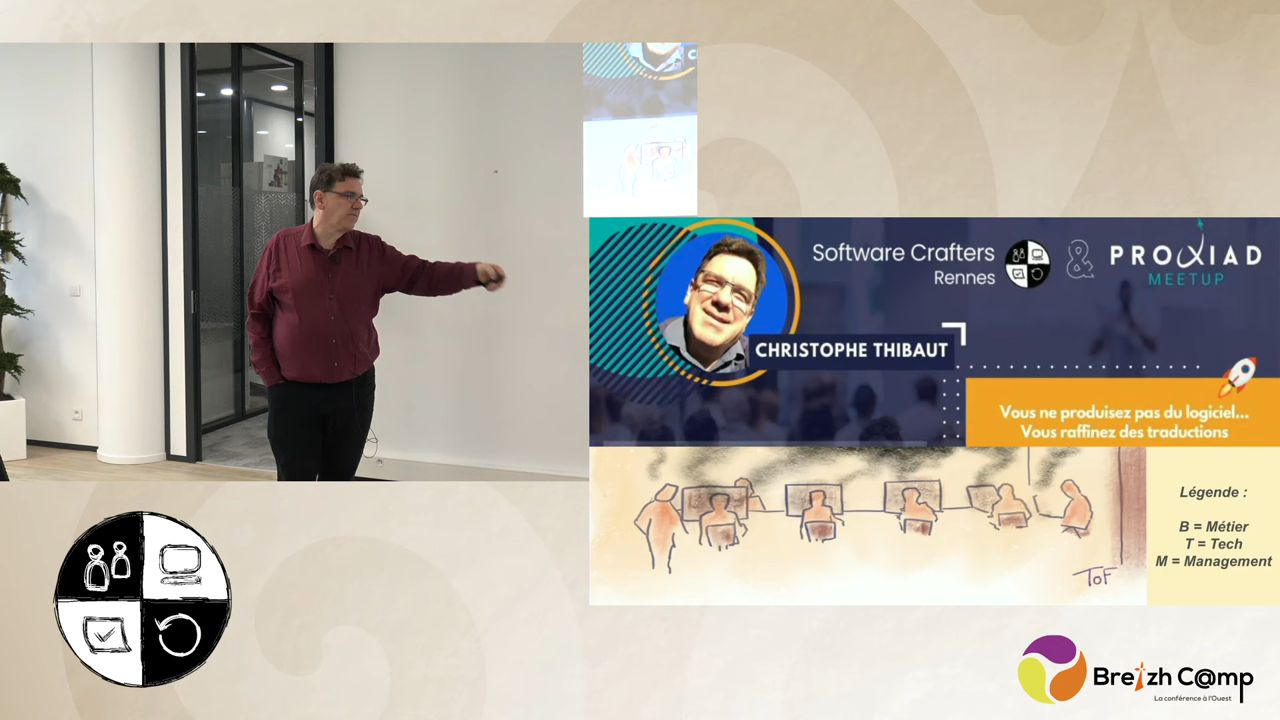 Software Crafters
Rennes
&
PROXIAD
MEETUP
CHRISTOPHE THIBAUT
Vous ne produisez pas du logiciel...
Vous raffinez des traductions
Légende :
B = Métier
T = Tech
M = Management
ToF
Breizh C@mp
La conférence à l'Ouest